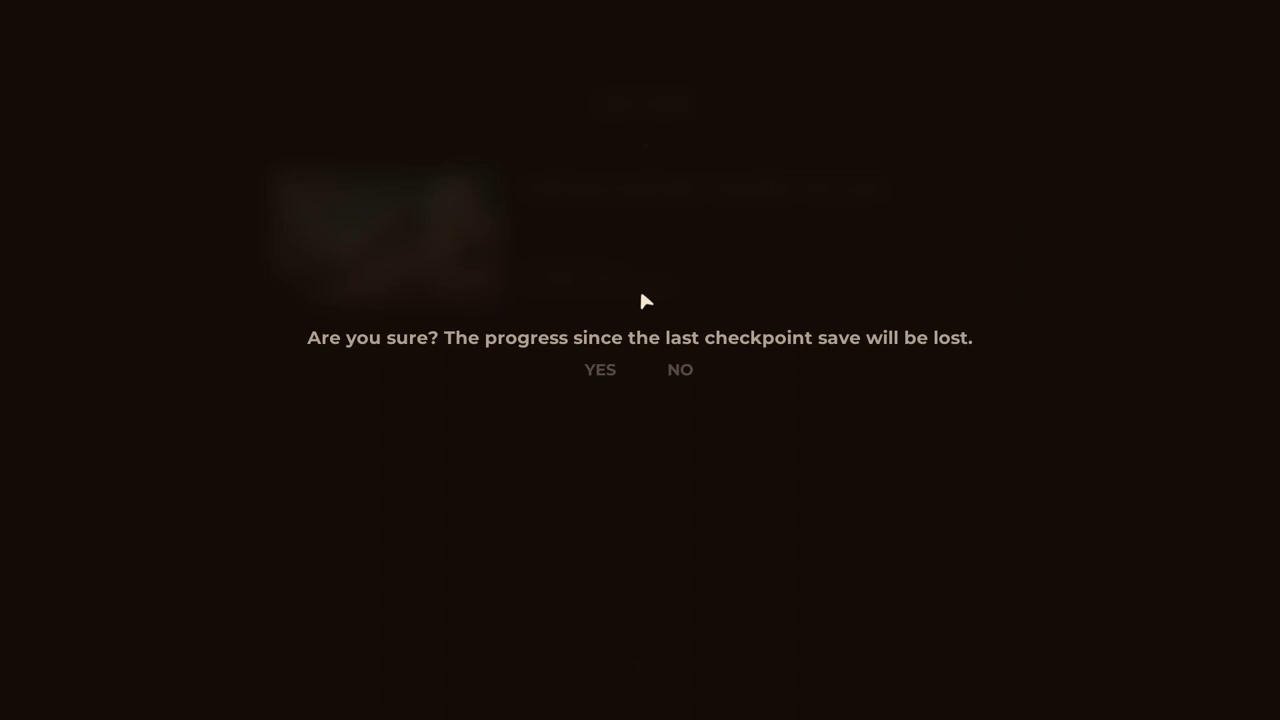 Are you sure? The progress since the last checkpoint save will be lost.
YES NO